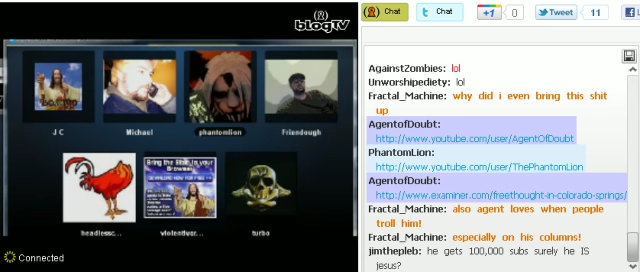 blogTV
Chat
t Chat
+1
0
Tweet
11
J C
Michael
phantomlion
Friendough
headlessc...
violentiver...
turbo
Connected
AgainstZombies: lol
Unworshipediety: lol
Fractal_Machine: why did i even bring this shit
up
AgentofDoubt:
http://www.youtube.com/user/AgentOfDoubt
PhantomLion:
http://www.youtube.com/user/ThePhantomLion
AgentofDoubt:
http://www.examiner.com/freethought-in-colorado-springs/
Fractal_Machine: also agent loves when people
troll him!
Fractal_Machine: especially on his columns!
jimthepleb: he gets 100,000 subs surely he IS
jesus?